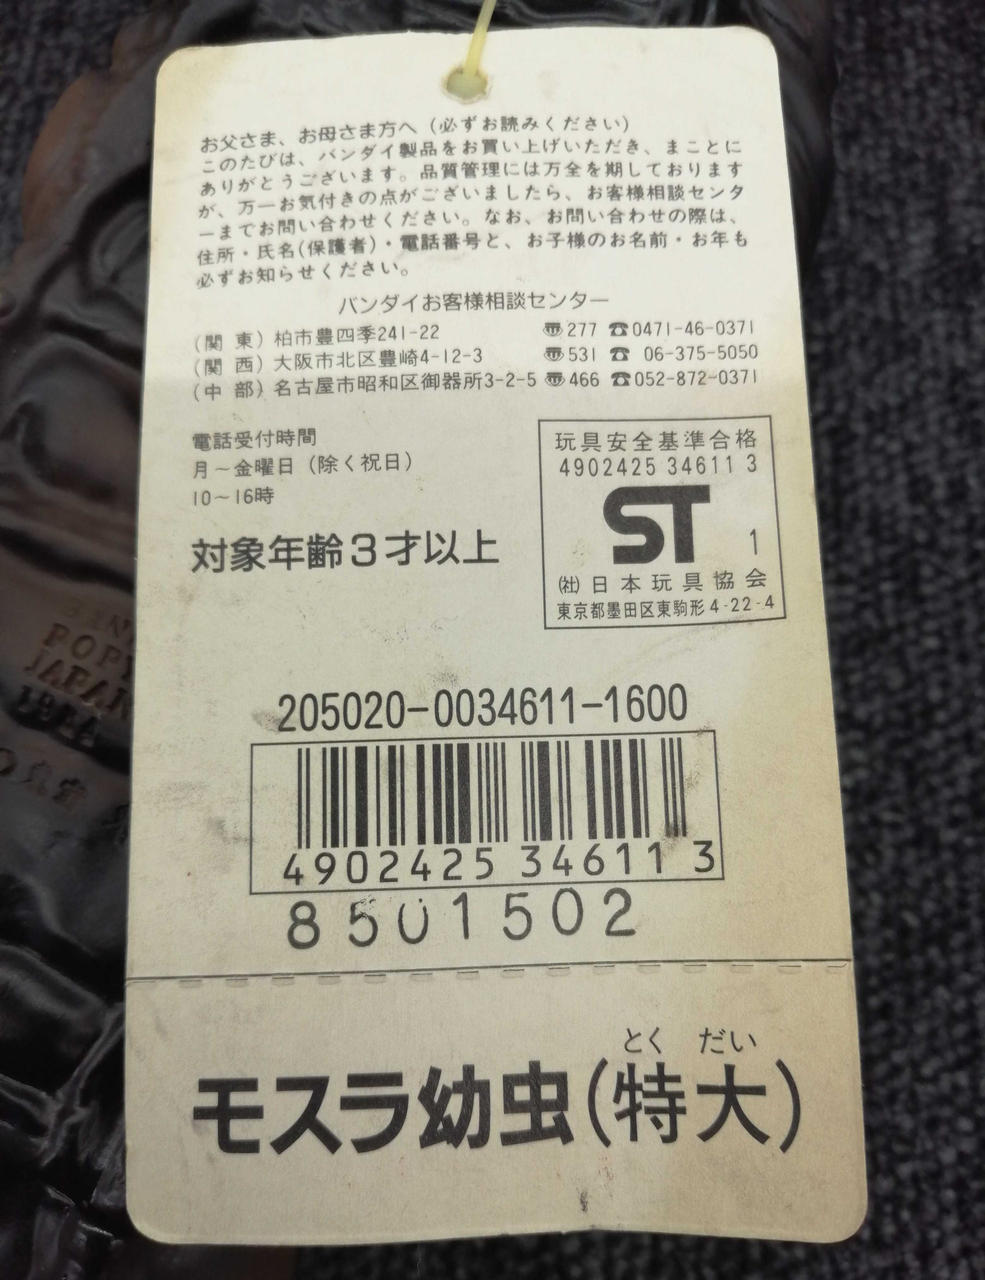 お父さま、お母さま方へ（必ずお読みください）
このたびは、バンダイ製品をお買い上げいただき、まことに
ありがとうございます。品質管理には万全を期しております
が、万一お気付きの点がございましたら、お客様相談センタ
ーまでお問い合わせください。なお、お問い合わせの際は、
住所・氏名(保護者)・電話番号と、お子様のお名前・お年も
必ずお知らせください。
バンダイお客様相談センター
(関 東) 柏市豊四季241-22 〠277 ☎0471-46-0371
(関 西) 大阪市北区豊崎4-12-3 〠531 ☎ 06-375-5050
(中 部) 名古屋市昭和区御器所3-2-5 〠466 ☎052-872-0371
電話受付時間
月～金曜日（除く祝日）
10～16時
対象年齢3才以上
玩具安全基準合格
4902425 34611 3
ST 1
(社) 日本玩具協会
東京都墨田区東駒形4-22-4
205020-0034611-1600
4902425 34611 3
8501502
とく だい
モスラ幼虫(特大)
JAPAN